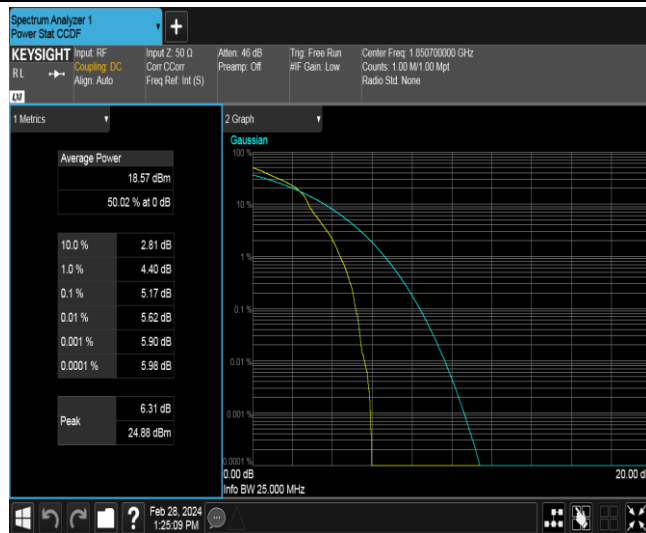 Spectrum Analyzer 1
Power Stat CCDF
+
KEYSIGHT
RL
Input: RF
Coupling: DC
Align: Auto
Input Z: 50 Ω
Corr CCorr
Freq Ref: Int (S)
Atten: 46 dB
Preamp: Off
Trig: Free Run
#IF Gain: Low
Center Freq: 1.850700000 GHz
Counts: 1.00 M/1.00 Mpt
Radio Std: None
1 Metrics
Average Power
18.57 dBm
50.02 % at 0 dB
10.0 % 2.81 dB
1.0 % 4.40 dB
0.1 % 5.17 dB
0.01 % 5.62 dB
0.001 % 5.90 dB
0.0001 % 5.98 dB
Peak
6.31 dB
24.88 dBm
2 Graph
Gaussian
100 %
10 %
1 %
0.1 %
0.01 %
0.001 %
0.0001 %
0.00 dB
20.00 d
Info BW 25.000 MHz
?
Feb 28, 2024
1:25:09 PM